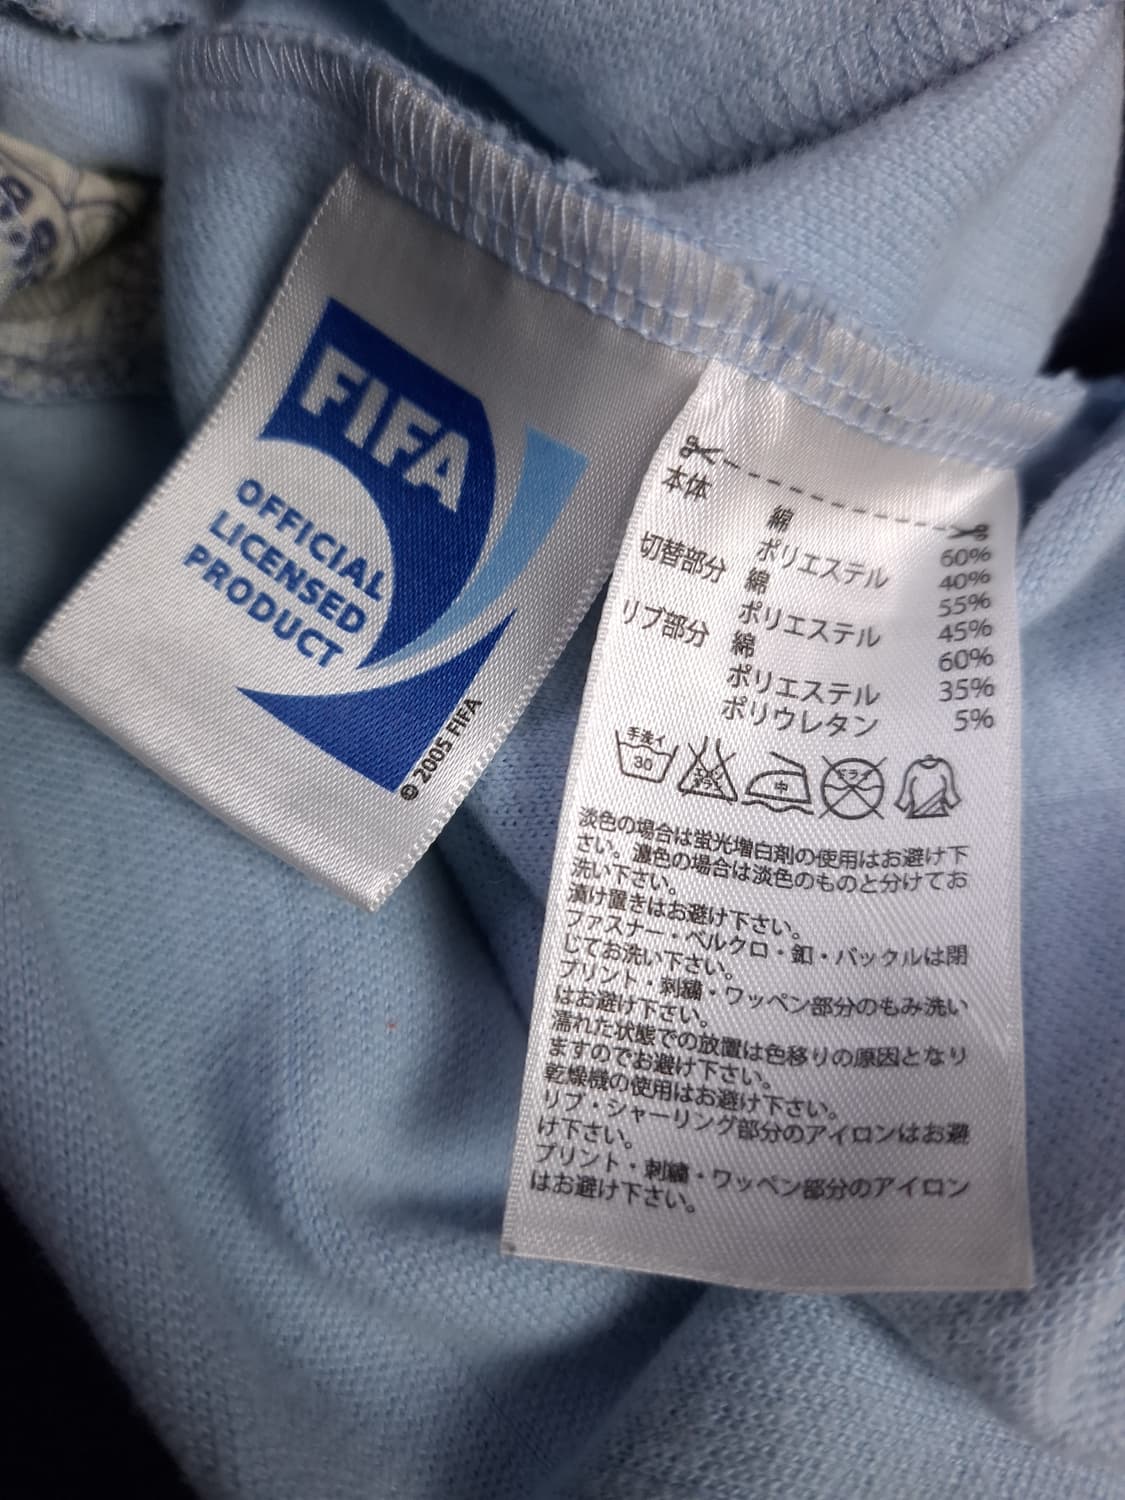 FIFA
OFFICIAL
LICENSED
PRODUCT
© 2005 FIFA
本体 綿 60%
ポリエステル 40%
切替部分 綿 55%
ポリエステル 45%
リブ部分 綿 60%
ポリエステル 35%
ポリウレタン 5%
手洗イ
30
中
ドライ
淡色の場合は蛍光増白剤の使用はお避け下
さい。濃色の場合は淡色のものと分けてお
洗い下さい。
漬け置きはお避け下さい。
ファスナー・ベルクロ・釦・バックルは閉
じてお洗い下さい。
プリント・刺繍・ワッペン部分のもみ洗い
はお避け下さい。
濡れた状態での放置は色移りの原因となり
ますのでお避け下さい。
乾燥機の使用はお避け下さい。
リブ・シャーリング部分のアイロンはお避
け下さい。
プリント・刺繍・ワッペン部分のアイロン
はお避け下さい。